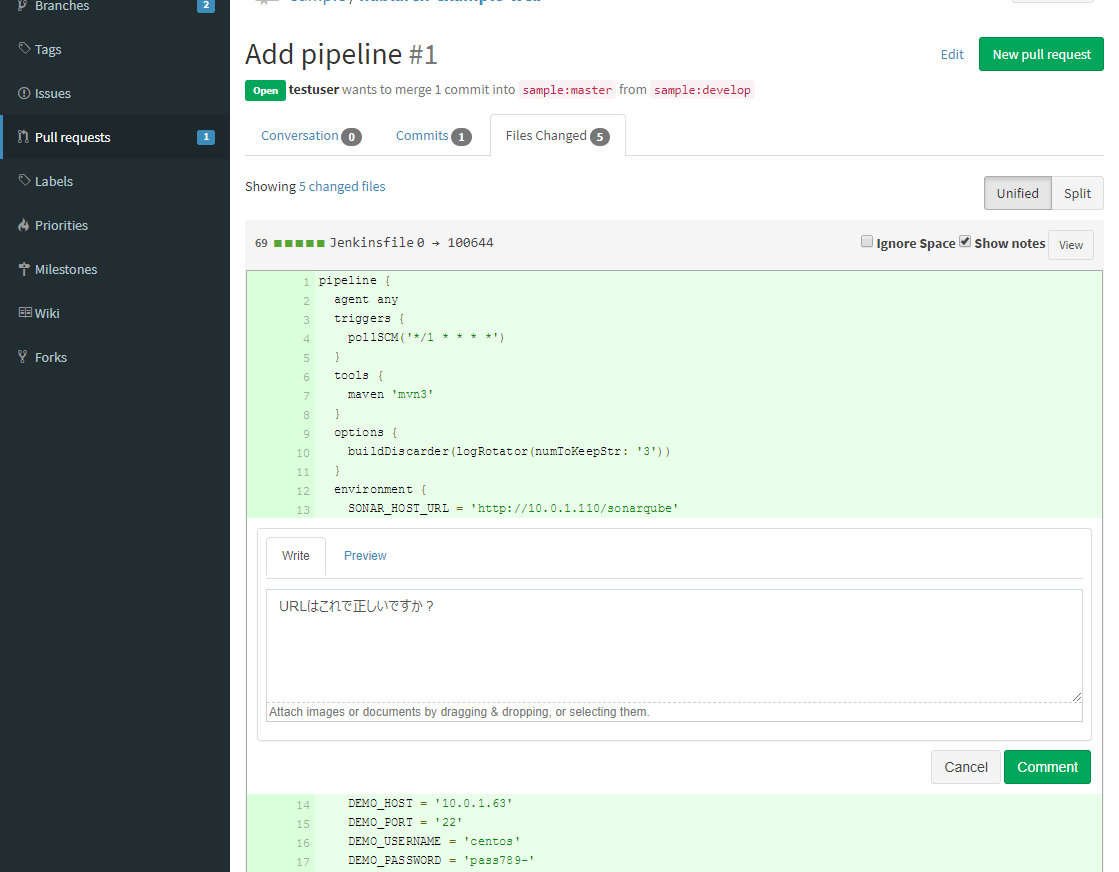 Branches 2
Tags
Issues
Pull requests 1
Labels
Priorities
Milestones
Wiki
Forks
Add pipeline #1
Edit New pull request
Open testuser wants to merge 1 commit into sample:master from sample:develop
Conversation 0 Commits 1 Files Changed 5
Showing 5 changed files
Unified Split
69 Jenkinsfile 0 → 100644 Ignore Space Show notes View
1 pipeline {
2 agent any
3 triggers {
4 pollSCM('*/1 * * * *')
5 }
6 tools {
7 maven 'mvn3'
8 }
9 options {
10 buildDiscarder(logRotator(numToKeepStr: '3'))
11 }
12 environment {
13 SONAR_HOST_URL = 'http://10.0.1.110/sonarqube'
Write Preview
URLはこれで正しいですか？
Attach images or documents by dragging & dropping, or selecting them.
Cancel Comment
14 DEMO_HOST = '10.0.1.63'
15 DEMO_PORT = '22'
16 DEMO_USERNAME = 'centos'
17 DEMO_PASSWORD = 'pass789-'